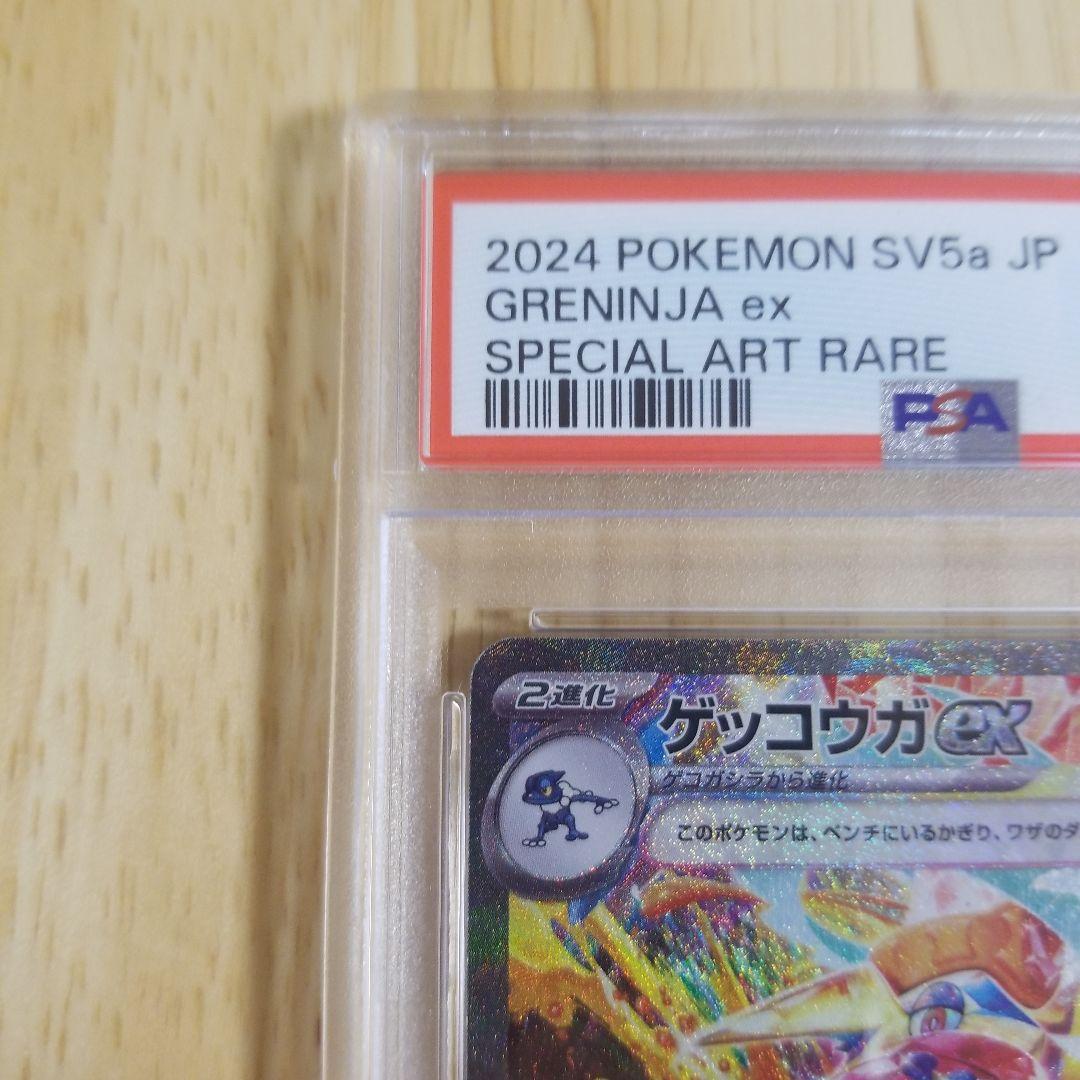 2024 POKEMON SV5a JP
GRENINJA ex
SPECIAL ART RARE
PSA
2進化
ゲッコウガex
ゲコガシラから進化
このポケモンは、ベンチにいるかぎり、ワザのダ